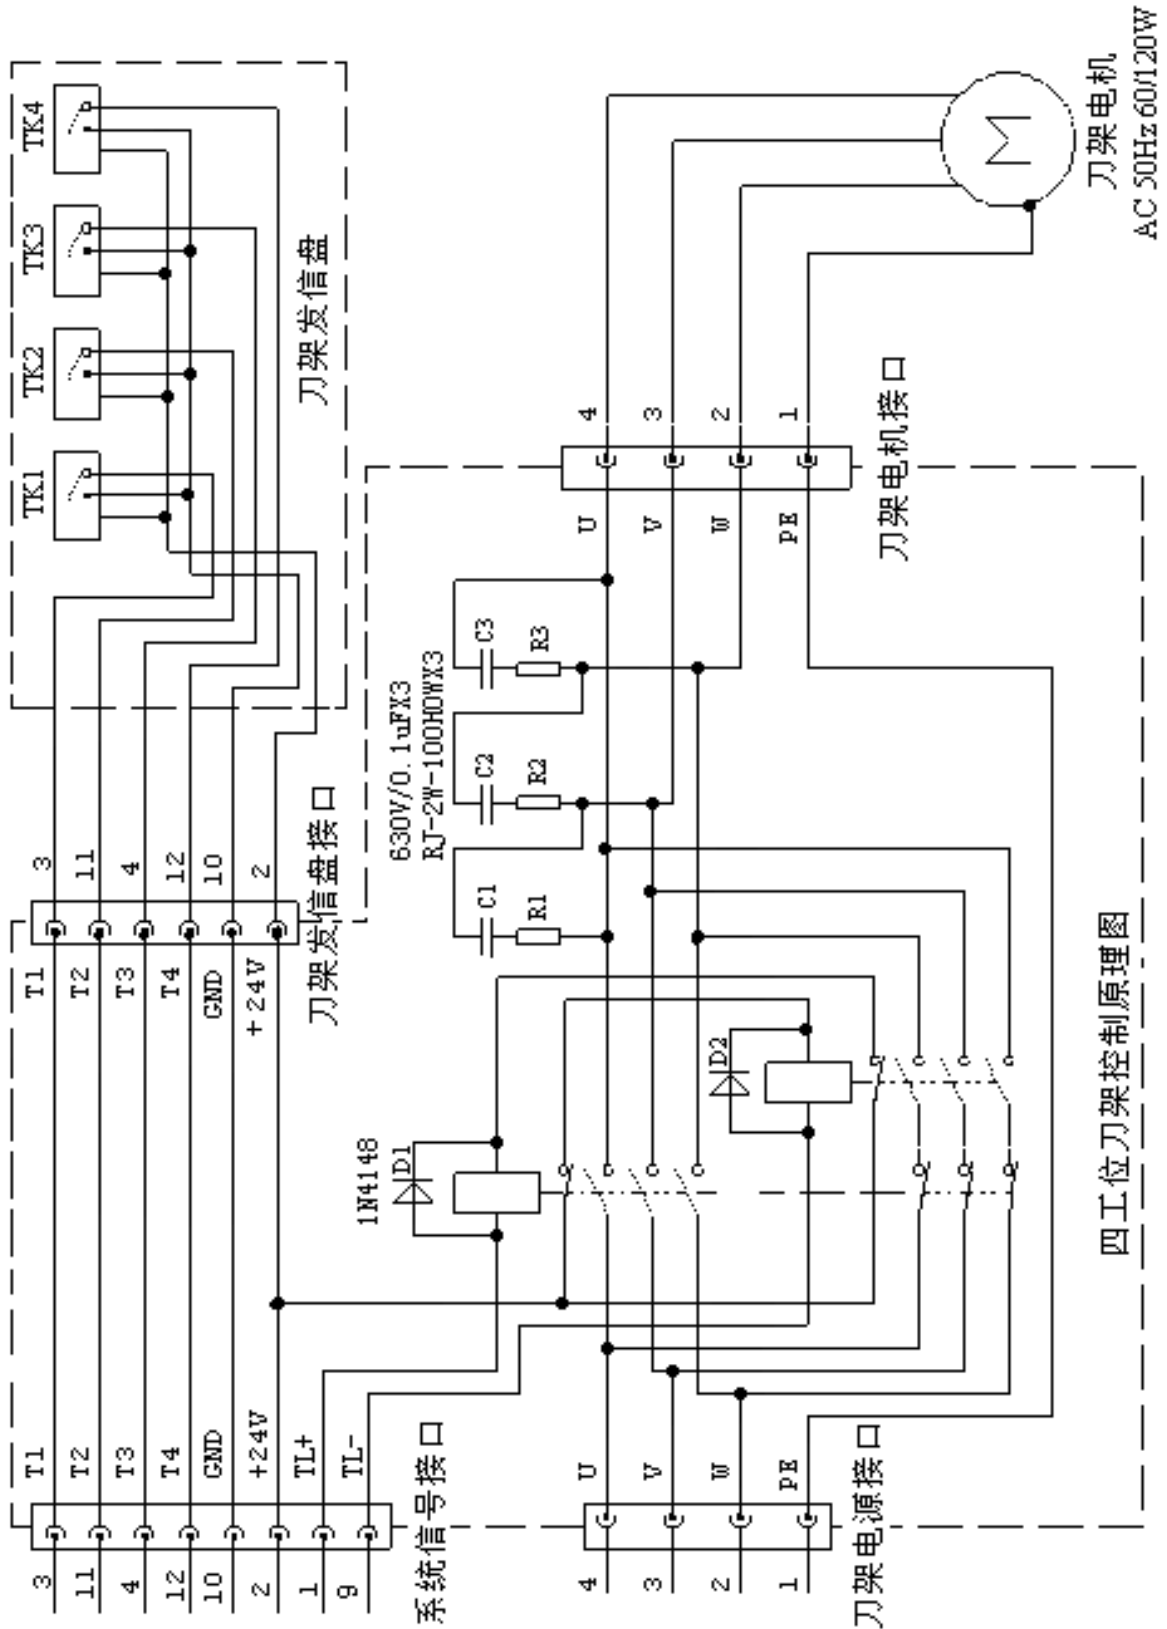 3
11
4
12
10
2
1
9
T1
T2
T3
T4
GND
+24V
TL+
TL-
系统信号接口
T1
T2
T3
T4
GND
+24V
3
11
4
12
10
2
刀架发信盘接口
TK1
TK2
TK3
TK4
刀架发信盘
4
3
2
1
U
V
W
PE
刀架电源接口
1N4148
D1
D2
630V/0.1uFX3
RJ-2W-100HOWX3
C1
R1
C2
R2
C3
R3
U
V
W
PE
4
3
2
1
刀架电机接口
M
刀架电机
AC 50Hz 60/120W
四工位刀架控制原理图